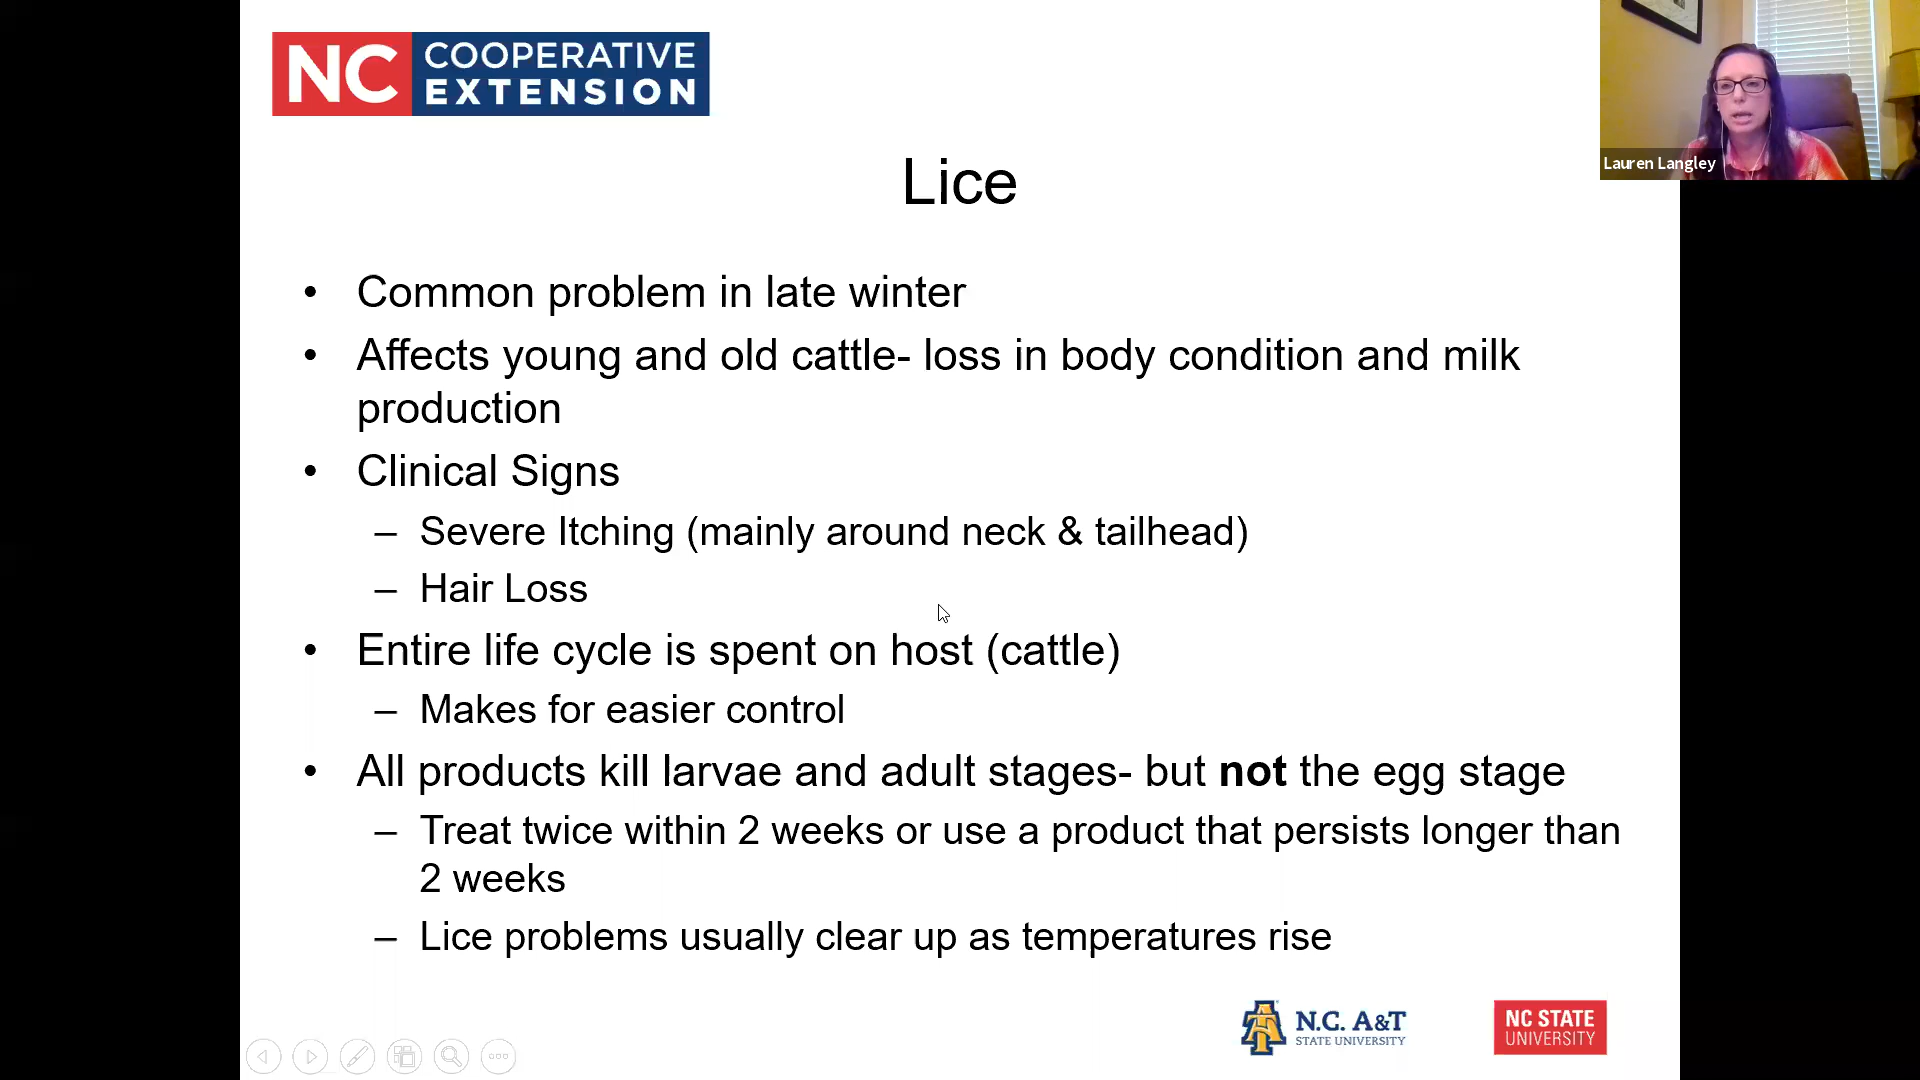 NC COOPERATIVE
EXTENSION
Lauren Langley
Lice
• Common problem in late winter
• Affects young and old cattle- loss in body condition and milk
production
• Clinical Signs
– Severe Itching (mainly around neck & tailhead)
– Hair Loss
• Entire life cycle is spent on host (cattle)
– Makes for easier control
• All products kill larvae and adult stages- but not the egg stage
– Treat twice within 2 weeks or use a product that persists longer than
2 weeks
– Lice problems usually clear up as temperatures rise
N.C. A&T
STATE UNIVERSITY
NC STATE
UNIVERSITY